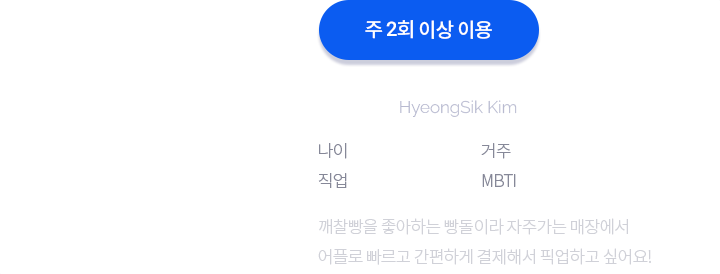 주 2회 이상 이용
HyeongSik Kim
나이 거주
직업 MBTI
깨찰빵을 좋아하는 빵돌이라 자주가는 매장에서
어플로 빠르고 간편하게 결제해서 픽업하고 싶어요!